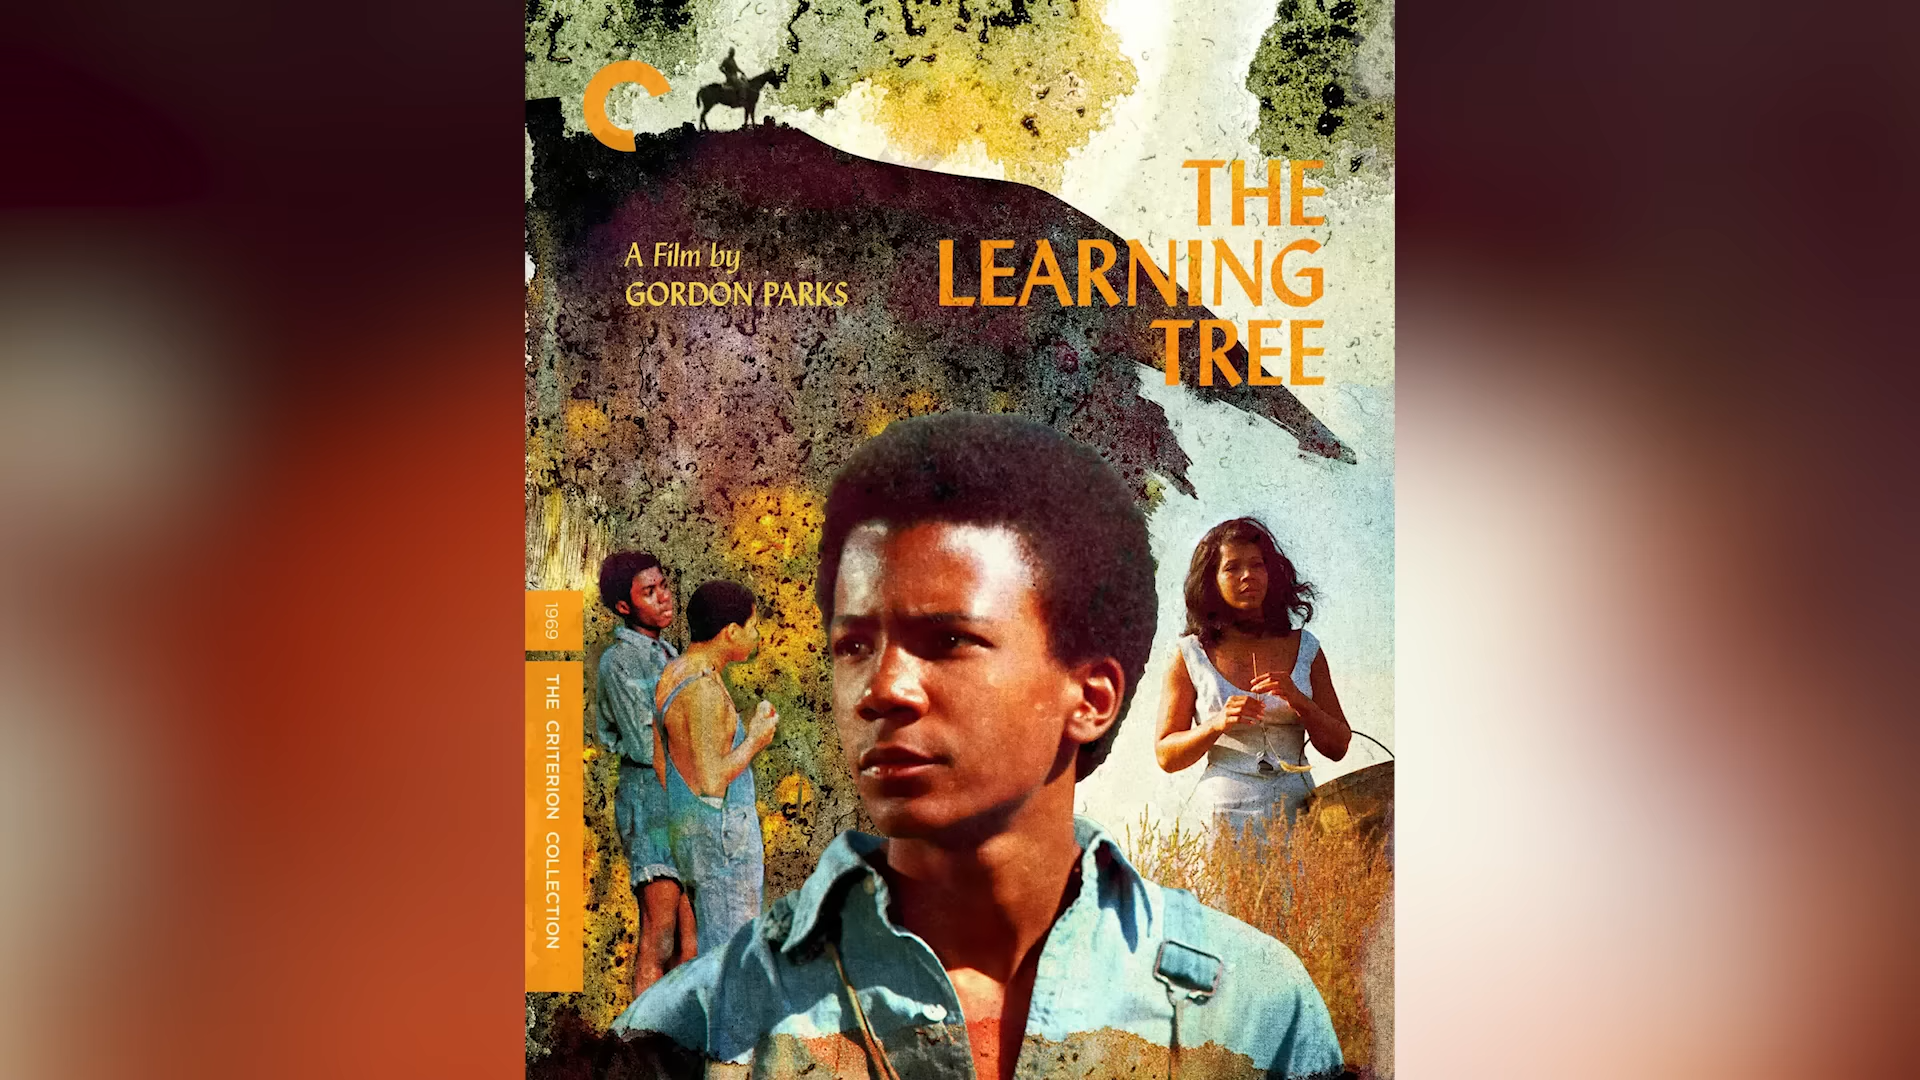 THE
LEARNING
TREE
A Film by
GORDON PARKS
1969
THE CRITERION COLLECTION